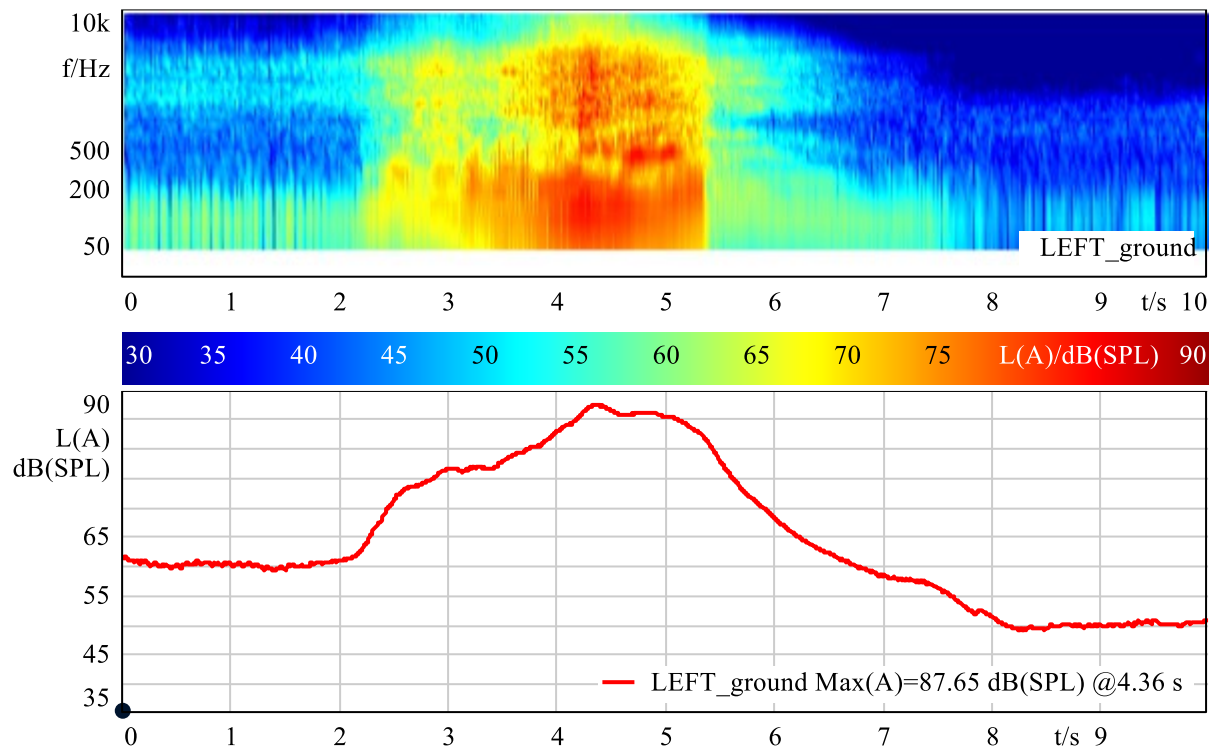 10k
f/Hz
500
200
50
LEFT_ground
0 1 2 3 4 5 6 7 8 9 t/s 10
30 35 40 45 50 55 60 65 70 75 L(A)/dB(SPL) 90
90
L(A)
dB(SPL)
65
55
45
35
LEFT_ground Max(A)=87.65 dB(SPL) @4.36 s
0 1 2 3 4 5 6 7 8 t/s 9